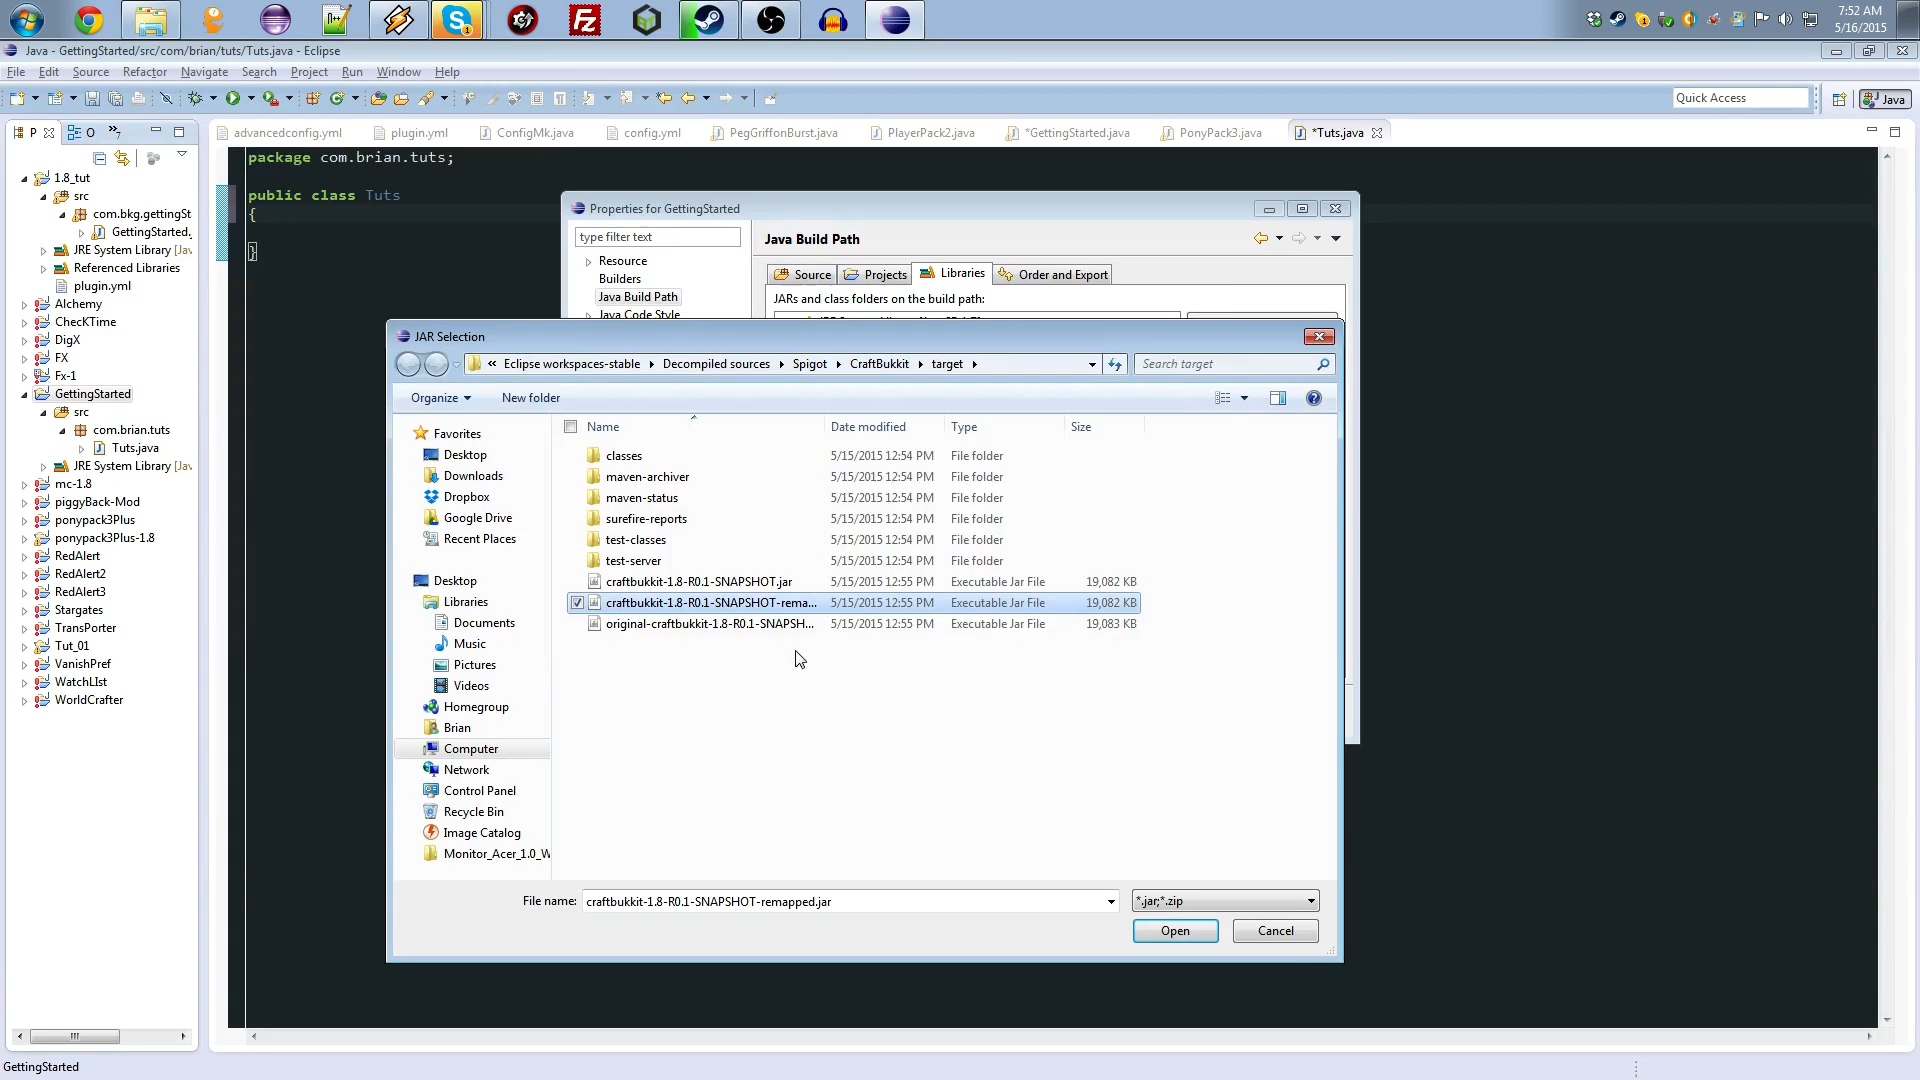 7:52 AM
5/16/2015
Java - GettingStarted/src/com/brian/tuts/Tuts.java - Eclipse
File Edit Source Refactor Navigate Search Project Run Window Help
Quick Access
Java
P O »7
advancedconfig.yml plugin.yml ConfigMk.java config.yml PegGriffonBurst.java PlayerPack2.java *GettingStarted.java PonyPack3.java *Tuts.java
1.8_tut
src
com.bkg.gettingSt
GettingStarted.
JRE System Library [Jav
Referenced Libraries
plugin.yml
Alchemy
ChecKTime
DigX
FX
Fx-1
GettingStarted
src
com.brian.tuts
Tuts.java
JRE System Library [Jav
mc-1.8
piggyBack-Mod
ponypack3Plus
ponypack3Plus-1.8
RedAlert
RedAlert2
RedAlert3
Stargates
TransPorter
Tut_01
VanishPref
WatchLIst
WorldCrafter
package com.brian.tuts;
public class Tuts
{
}
Properties for GettingStarted
type filter text
Resource
Builders
Java Build Path
Java Code Style
Java Build Path
Source Projects Libraries Order and Export
JARs and class folders on the build path:
JAR Selection
« Eclipse workspaces-stable Decompiled sources Spigot CraftBukkit target
Search target
Organize New folder
Favorites
Desktop
Downloads
Dropbox
Google Drive
Recent Places
Desktop
Libraries
Documents
Music
Pictures
Videos
Homegroup
Brian
Computer
Network
Control Panel
Recycle Bin
Image Catalog
Monitor_Acer_1.0_W
Name Date modified Type Size
classes 5/15/2015 12:54 PM File folder
maven-archiver 5/15/2015 12:54 PM File folder
maven-status 5/15/2015 12:54 PM File folder
surefire-reports 5/15/2015 12:54 PM File folder
test-classes 5/15/2015 12:54 PM File folder
test-server 5/15/2015 12:54 PM File folder
craftbukkit-1.8-R0.1-SNAPSHOT.jar 5/15/2015 12:55 PM Executable Jar File 19,082 KB
craftbukkit-1.8-R0.1-SNAPSHOT-rema... 5/15/2015 12:55 PM Executable Jar File 19,082 KB
original-craftbukkit-1.8-R0.1-SNAPSH... 5/15/2015 12:55 PM Executable Jar File 19,083 KB
File name: craftbukkit-1.8-R0.1-SNAPSHOT-remapped.jar
*.jar;*.zip
Open Cancel
GettingStarted